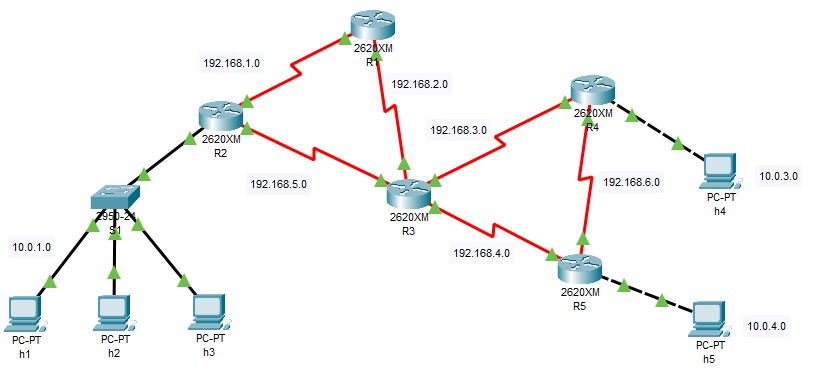 2620XM
R1
192.168.1.0
192.168.2.0
2620XM
R4
192.168.3.0
2620XM
R2
10.0.3.0
PC-PT
h4
192.168.5.0
192.168.6.0
2620XM
R3
2950-24
S1
10.0.1.0
192.168.4.0
2620XM
R5
10.0.4.0
PC-PT
h1
PC-PT
h2
PC-PT
h3
PC-PT
h5